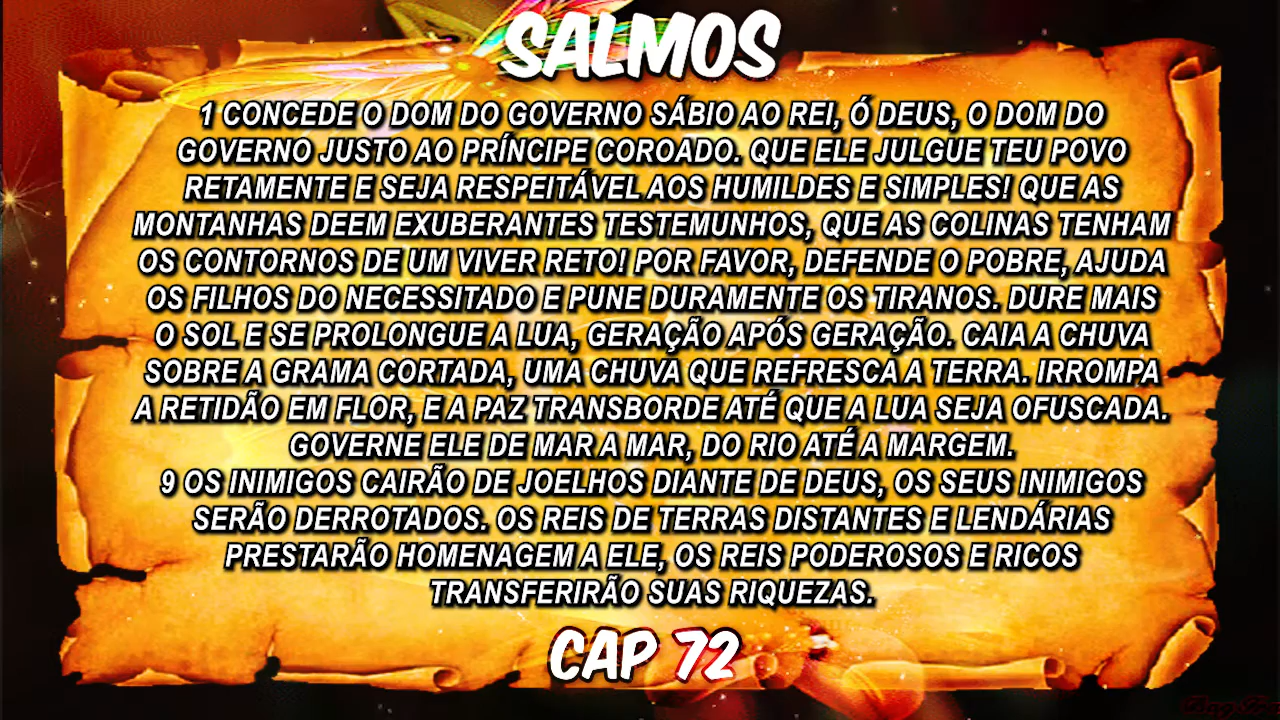 SALMOS
1 CONCEDE O DOM DO GOVERNO SÁBIO AO REI, Ó DEUS, O DOM DO
GOVERNO JUSTO AO PRÍNCIPE COROADO. QUE ELE JULGUE TEU POVO
RETAMENTE E SEJA RESPEITÁVEL AOS HUMILDES E SIMPLES! QUE AS
MONTANHAS DEEM EXUBERANTES TESTEMUNHOS, QUE AS COLINAS TENHAM
OS CONTORNOS DE UM VIVER RETO! POR FAVOR, DEFENDE O POBRE, AJUDA
OS FILHOS DO NECESSITADO E PUNE DURAMENTE OS TIRANOS. DURE MAIS
O SOL E SE PROLONGUE A LUA, GERAÇÃO APÓS GERAÇÃO. CAIA A CHUVA
SOBRE A GRAMA CORTADA, UMA CHUVA QUE REFRESCA A TERRA. IRROMPA
A RETIDÃO EM FLOR, E A PAZ TRANSBORDE ATÉ QUE A LUA SEJA OFUSCADA.
GOVERNE ELE DE MAR A MAR, DO RIO ATÉ A MARGEM.
9 OS INIMIGOS CAIRÃO DE JOELHOS DIANTE DE DEUS, OS SEUS INIMIGOS
SERÃO DERROTADOS. OS REIS DE TERRAS DISTANTES E LENDÁRIAS
PRESTARÃO HOMENAGEM A ELE, OS REIS PODEROSOS E RICOS
TRANSFERIRÃO SUAS RIQUEZAS.
CAP 72